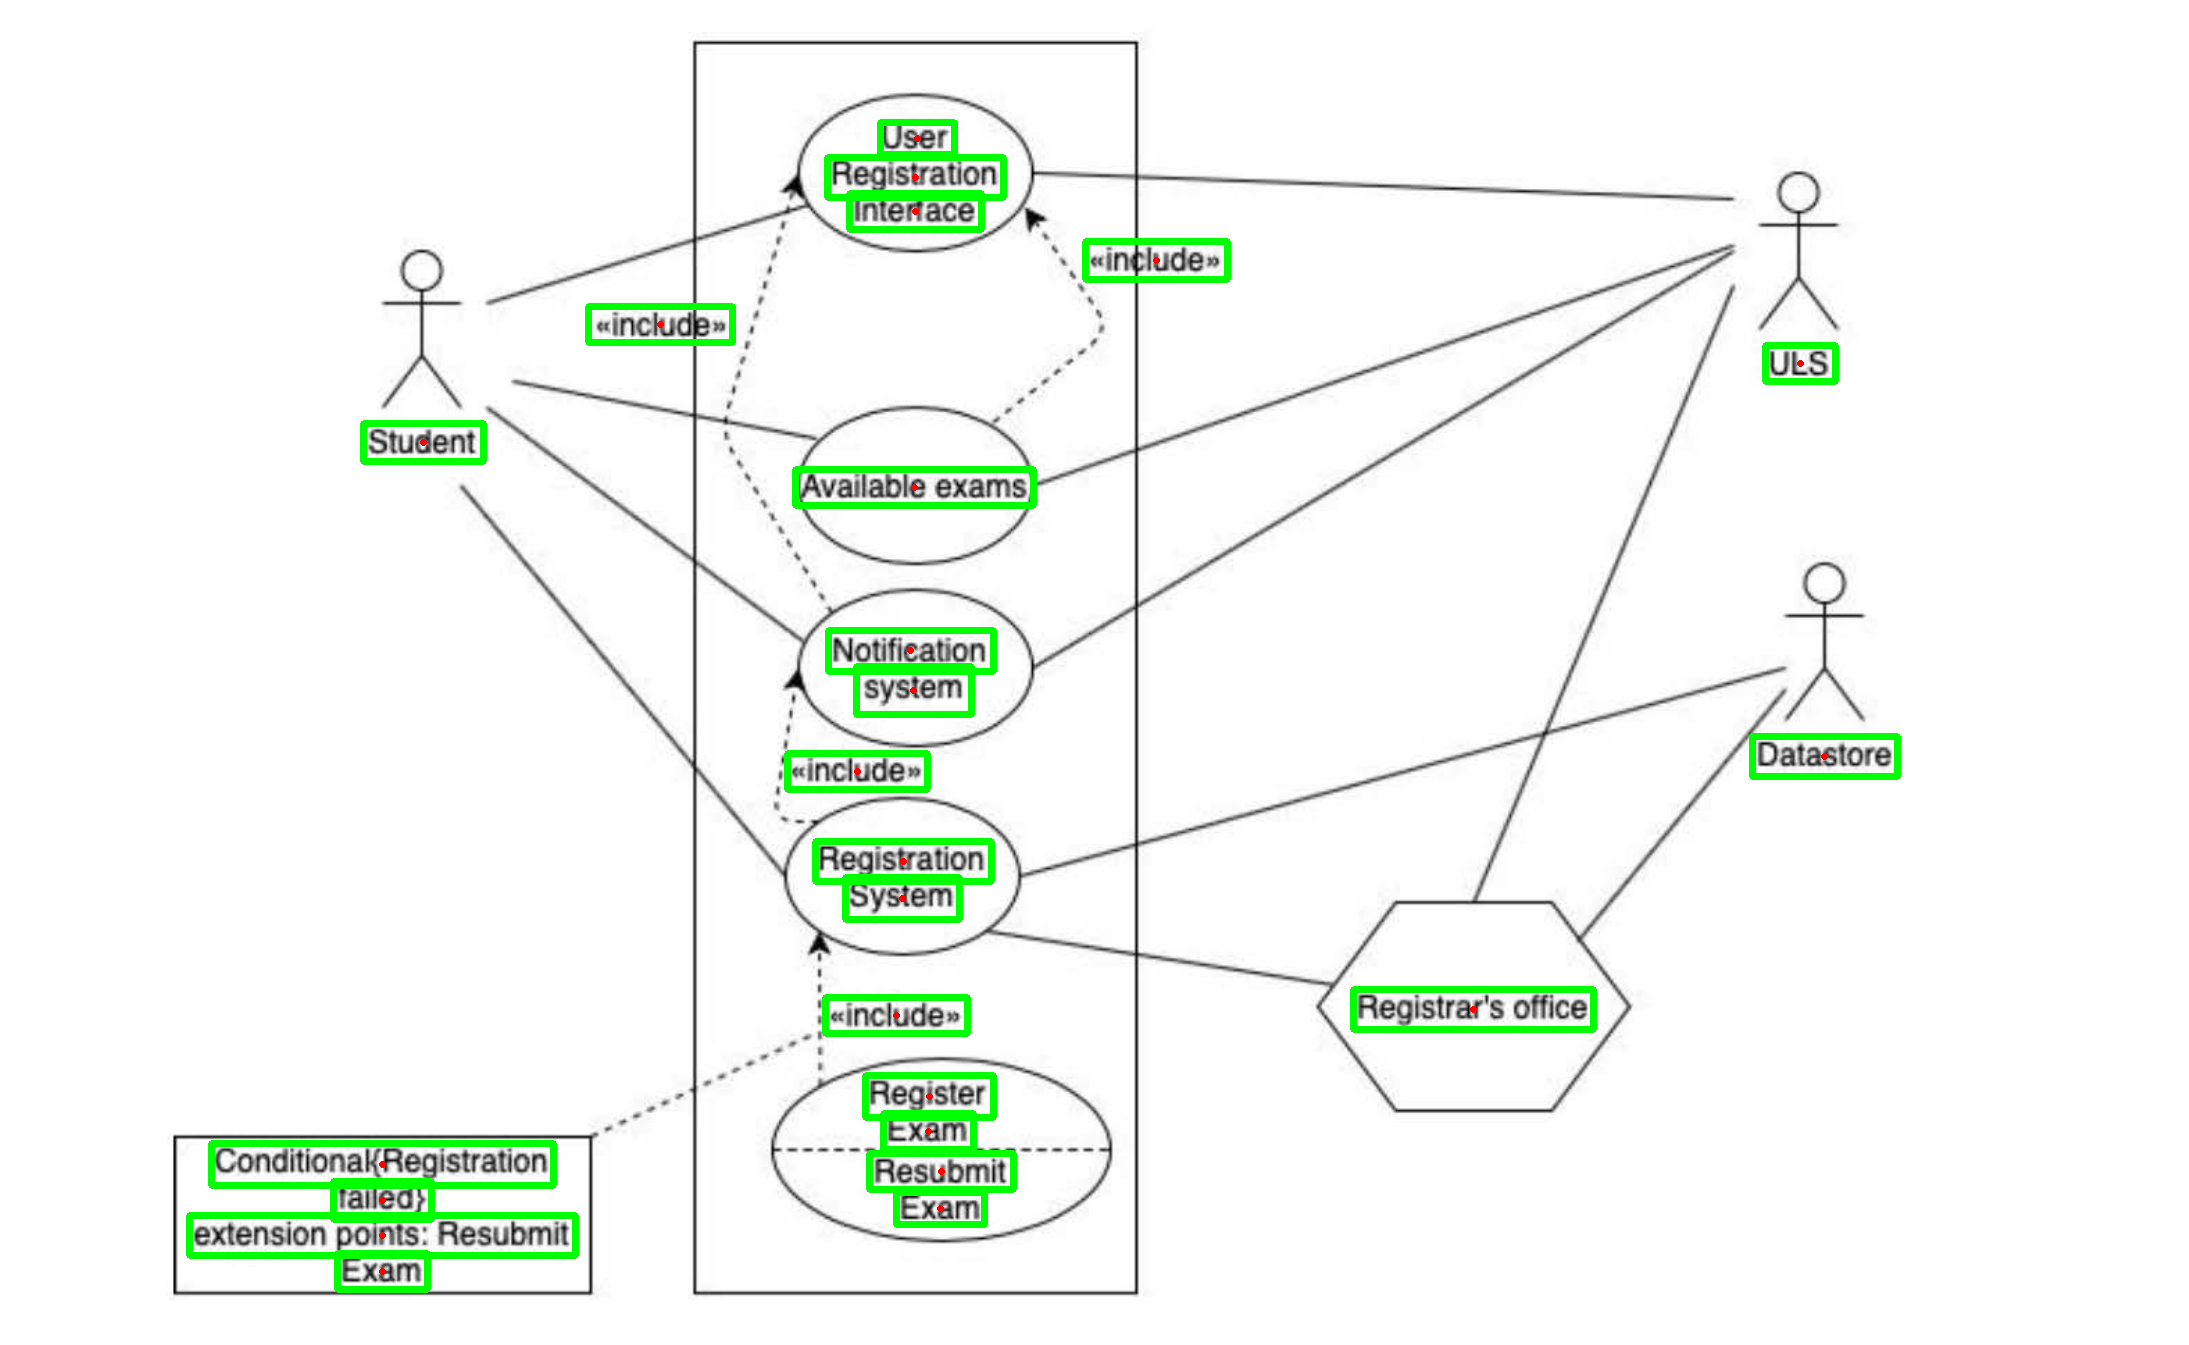 User
Registration
Interface
«include»
«include»
ULS
Student
Available exams
Notification
system
Datastore
«include»
Registration
System
Registrar's office
«include»
Register
Exam
Resubmit
Exam
Conditional{Registration
failed}
extension points: Resubmit
Exam